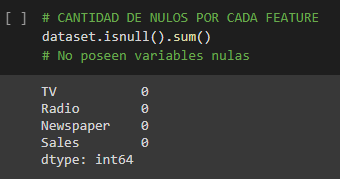 [ ] # CANTIDAD DE NULOS POR CADA FEATURE
dataset.isnull().sum()
# No poseen variables nulas
TV 0
Radio 0
Newspaper 0
Sales 0
dtype: int64